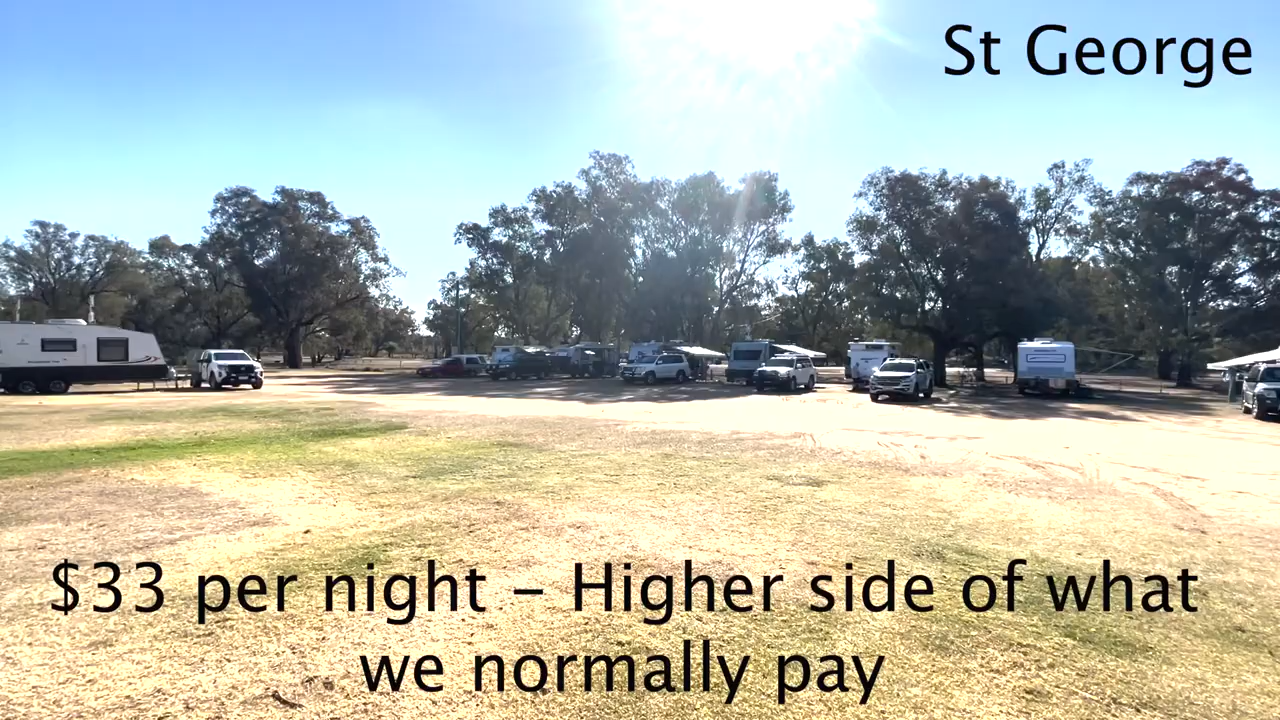 St George
$33 per night – Higher side of what
we normally pay